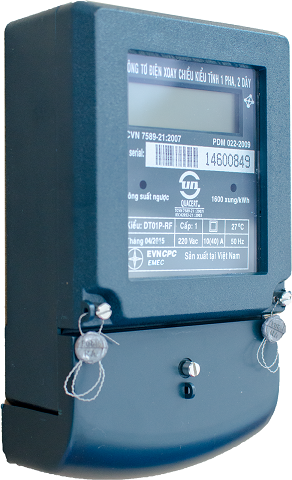 ÔNG TƠ ĐIỆN XOAY CHIỀU KIỂU TĨNH 1 PHA, 2 DÂY
CVN 7589-21:2007 PDM 022-2009
serial: 14600849
QUACERT
ông suất ngược 1600 xung/kWh
Kiểu: DT01P-RF Cấp: 1 27°C
Tháng 04/2015 220 Vac 10(40) A 50 Hz
EVNCPC
EMEC
Sản xuất tại Việt Nam